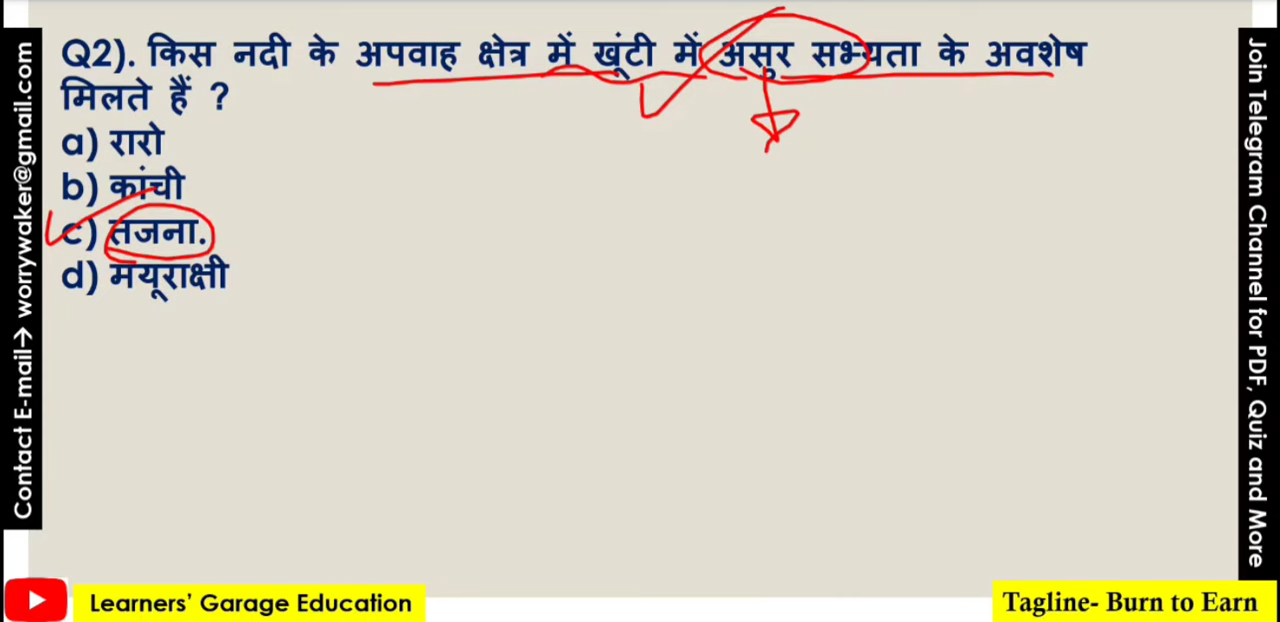 Q2). किस नदी के अपवाह क्षेत्र में खूंटी में असुर सभ्यता के अवशेष
मिलते हैं ?
a) रारो
b) कांची
c) तजना.
d) मयूराक्षी
Contact E-mail→ worrywaker@gmail.com
Join Telegram Channel for PDF, Quiz and More
Learners’ Garage Education
Tagline- Burn to Earn